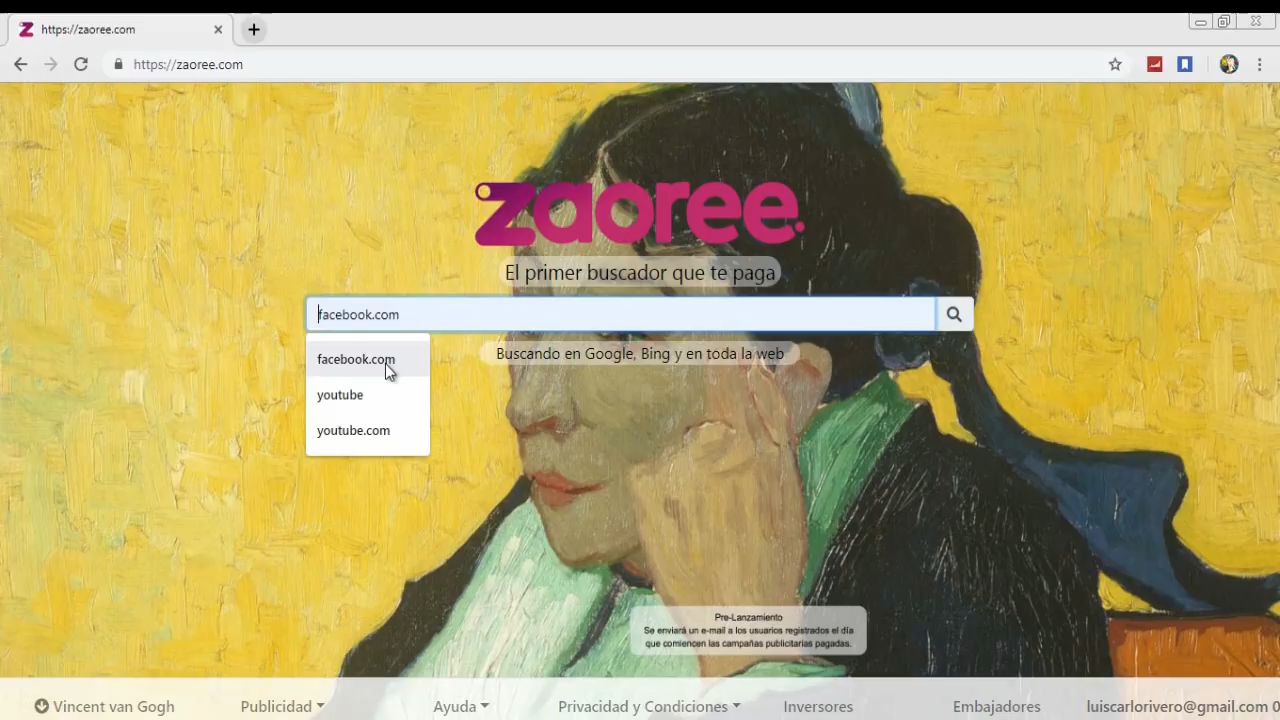 https://zaoree.com
https://zaoree.com
zaoree.
El primer buscador que te paga
facebook.com
Buscando en Google, Bing y en toda la web
facebook.com
youtube
youtube.com
Pre-Lanzamiento
Se enviará un e-mail a los usuarios registrados el día
que comiencen las campañas publicitarias pagadas.
Vincent van Gogh Publicidad Ayuda Privacidad y Condiciones Inversores Embajadores luiscarlorivero@gmail.com 0